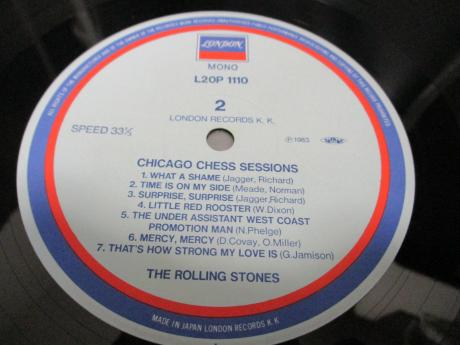 LONDON
MONO
L20P 1110
2
LONDON RECORDS K. K.
SPEED 33⅓
℗1983
CHICAGO CHESS SESSIONS
1. WHAT A SHAME (Jagger, Richard)
2. TIME IS ON MY SIDE (Meade, Norman)
3. SURPRISE, SURPRISE (Jagger,Richard)
4. LITTLE RED ROOSTER (W.Dixon)
5. THE UNDER ASSISTANT WEST COAST
PROMOTION MAN (N.Phelge)
6. MERCY, MERCY (D.Covay, O.Miller)
7. THAT'S HOW STRONG MY LOVE IS (G.Jamison)
THE ROLLING STONES
MADE IN JAPAN LONDON RECORDS K. K.